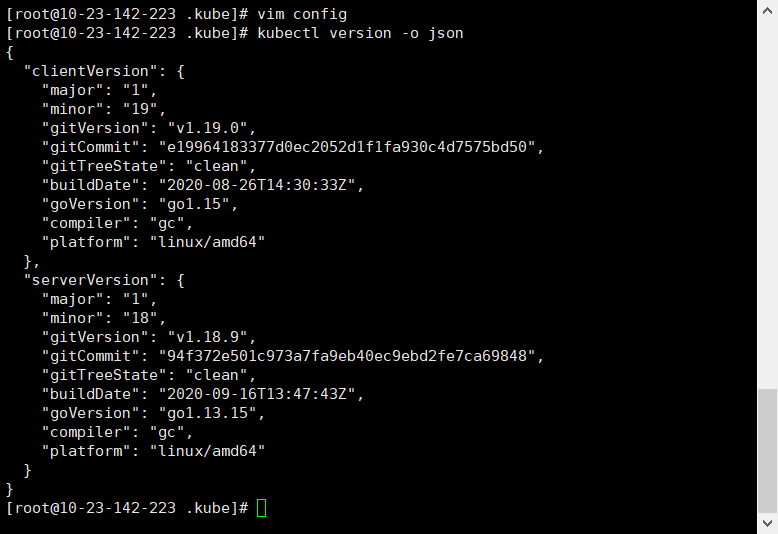 [root@10-23-142-223 .kube]# vim config
[root@10-23-142-223 .kube]# kubectl version -o json
{
  "clientVersion": {
    "major": "1",
    "minor": "19",
    "gitVersion": "v1.19.0",
    "gitCommit": "e19964183377d0ec2052d1f1fa930c4d7575bd50",
    "gitTreeState": "clean",
    "buildDate": "2020-08-26T14:30:33Z",
    "goVersion": "go1.15",
    "compiler": "gc",
    "platform": "linux/amd64"
  },
  "serverVersion": {
    "major": "1",
    "minor": "18",
    "gitVersion": "v1.18.9",
    "gitCommit": "94f372e501c973a7fa9eb40ec9ebd2fe7ca69848",
    "gitTreeState": "clean",
    "buildDate": "2020-09-16T13:47:43Z",
    "goVersion": "go1.13.15",
    "compiler": "gc",
    "platform": "linux/amd64"
  }
}
[root@10-23-142-223 .kube]#